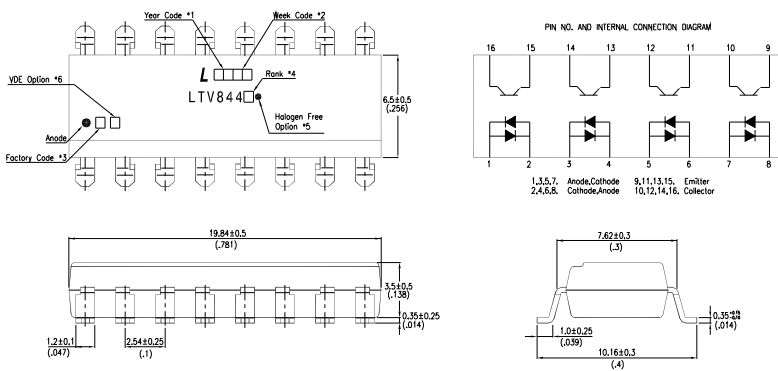 Year Code *1
Week Code *2
VDE Option *6
L
Rank *4
LTV844
Halogen Free
Option *5
Anode
Factory Code *3
6.5±0.5
(.256)
PIN NO. AND INTERNAL CONNECTION DIAGRAM
16 15 14 13 12 11 10 9
1 2 3 4 5 6 7 8
1,3,5,7. Anode,Cathode 9,11,13,15. Emitter
2,4,6,8. Cathode,Anode 10,12,14,16. Collector
19.84±0.5
(.781)
3.5±0.5
(.138)
0.35±0.25
(.014)
1.2±0.1
(.047)
2.54±0.25
(.1)
7.62±0.3
(.3)
0.35
(.014)
1.0±0.25
(.039)
10.16±0.3
(.4)